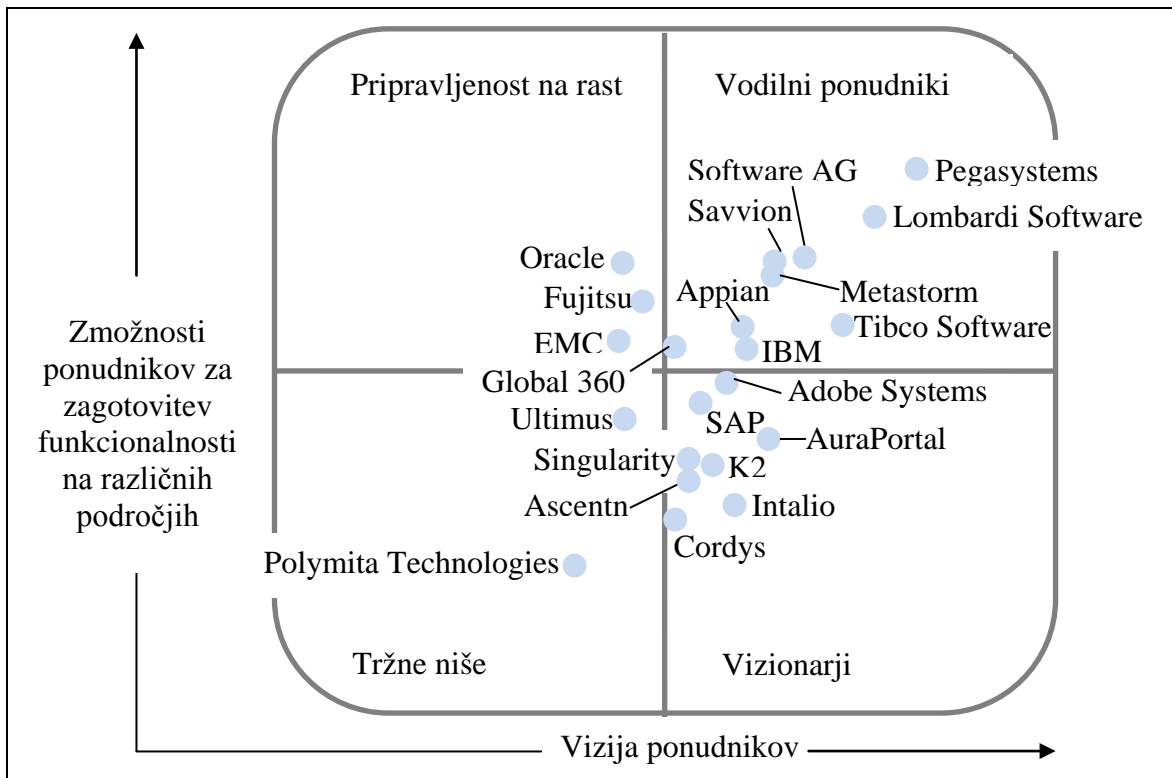 Pripravljenost na rast
Vodilni ponudniki
Software AG
Pegasystems
Savvion
Lombardi Software
Oracle
Appian
Metastorm
Fujitsu
Tibco Software
EMC
IBM
Global 360
Adobe Systems
Ultimus
SAP
AuraPortal
Singularity
K2
Ascentn
Intalio
Cordys
Polymita Technologies
Zmožnosti
ponudnikov za
zagotovitev
funkcionalnosti
na različnih
področjih
Tržne niše
Vizionarji
Vizija ponudnikov